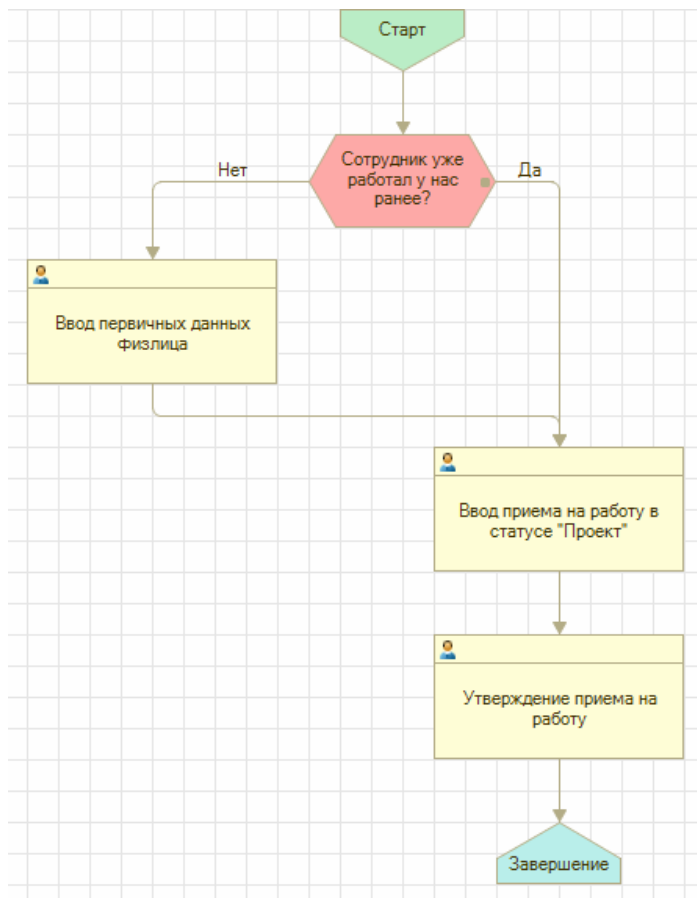 Старт
Сотрудник уже
работал у нас
ранее?
Нет
Да
Ввод первичных данных
физлица
Ввод приема на работу в
статусе "Проект"
Утверждение приема на
работу
Завершение